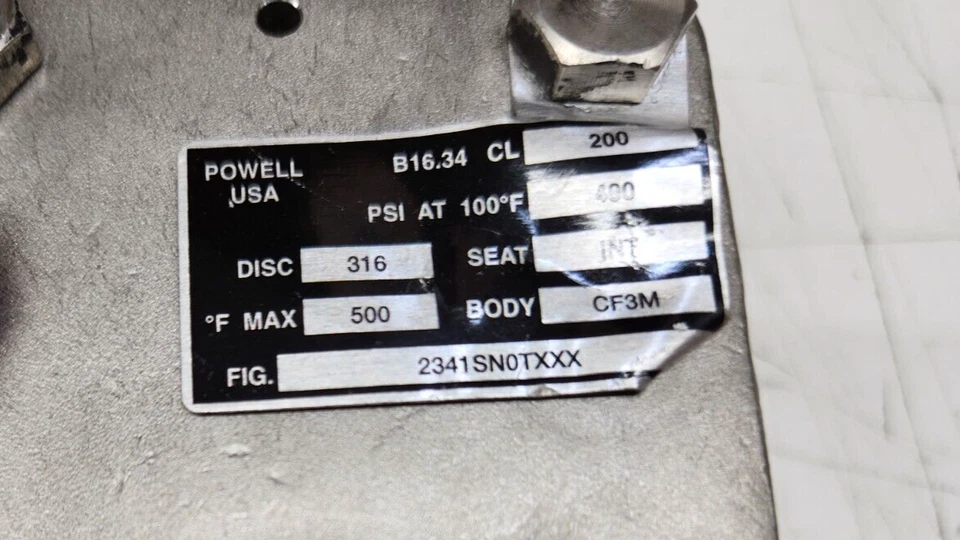 POWELL USA
B16.34 CL 200
PSI AT 100°F 400
DISC 316 SEAT INT
°F MAX 500 BODY CF3M
FIG. 2341SN0TXXX